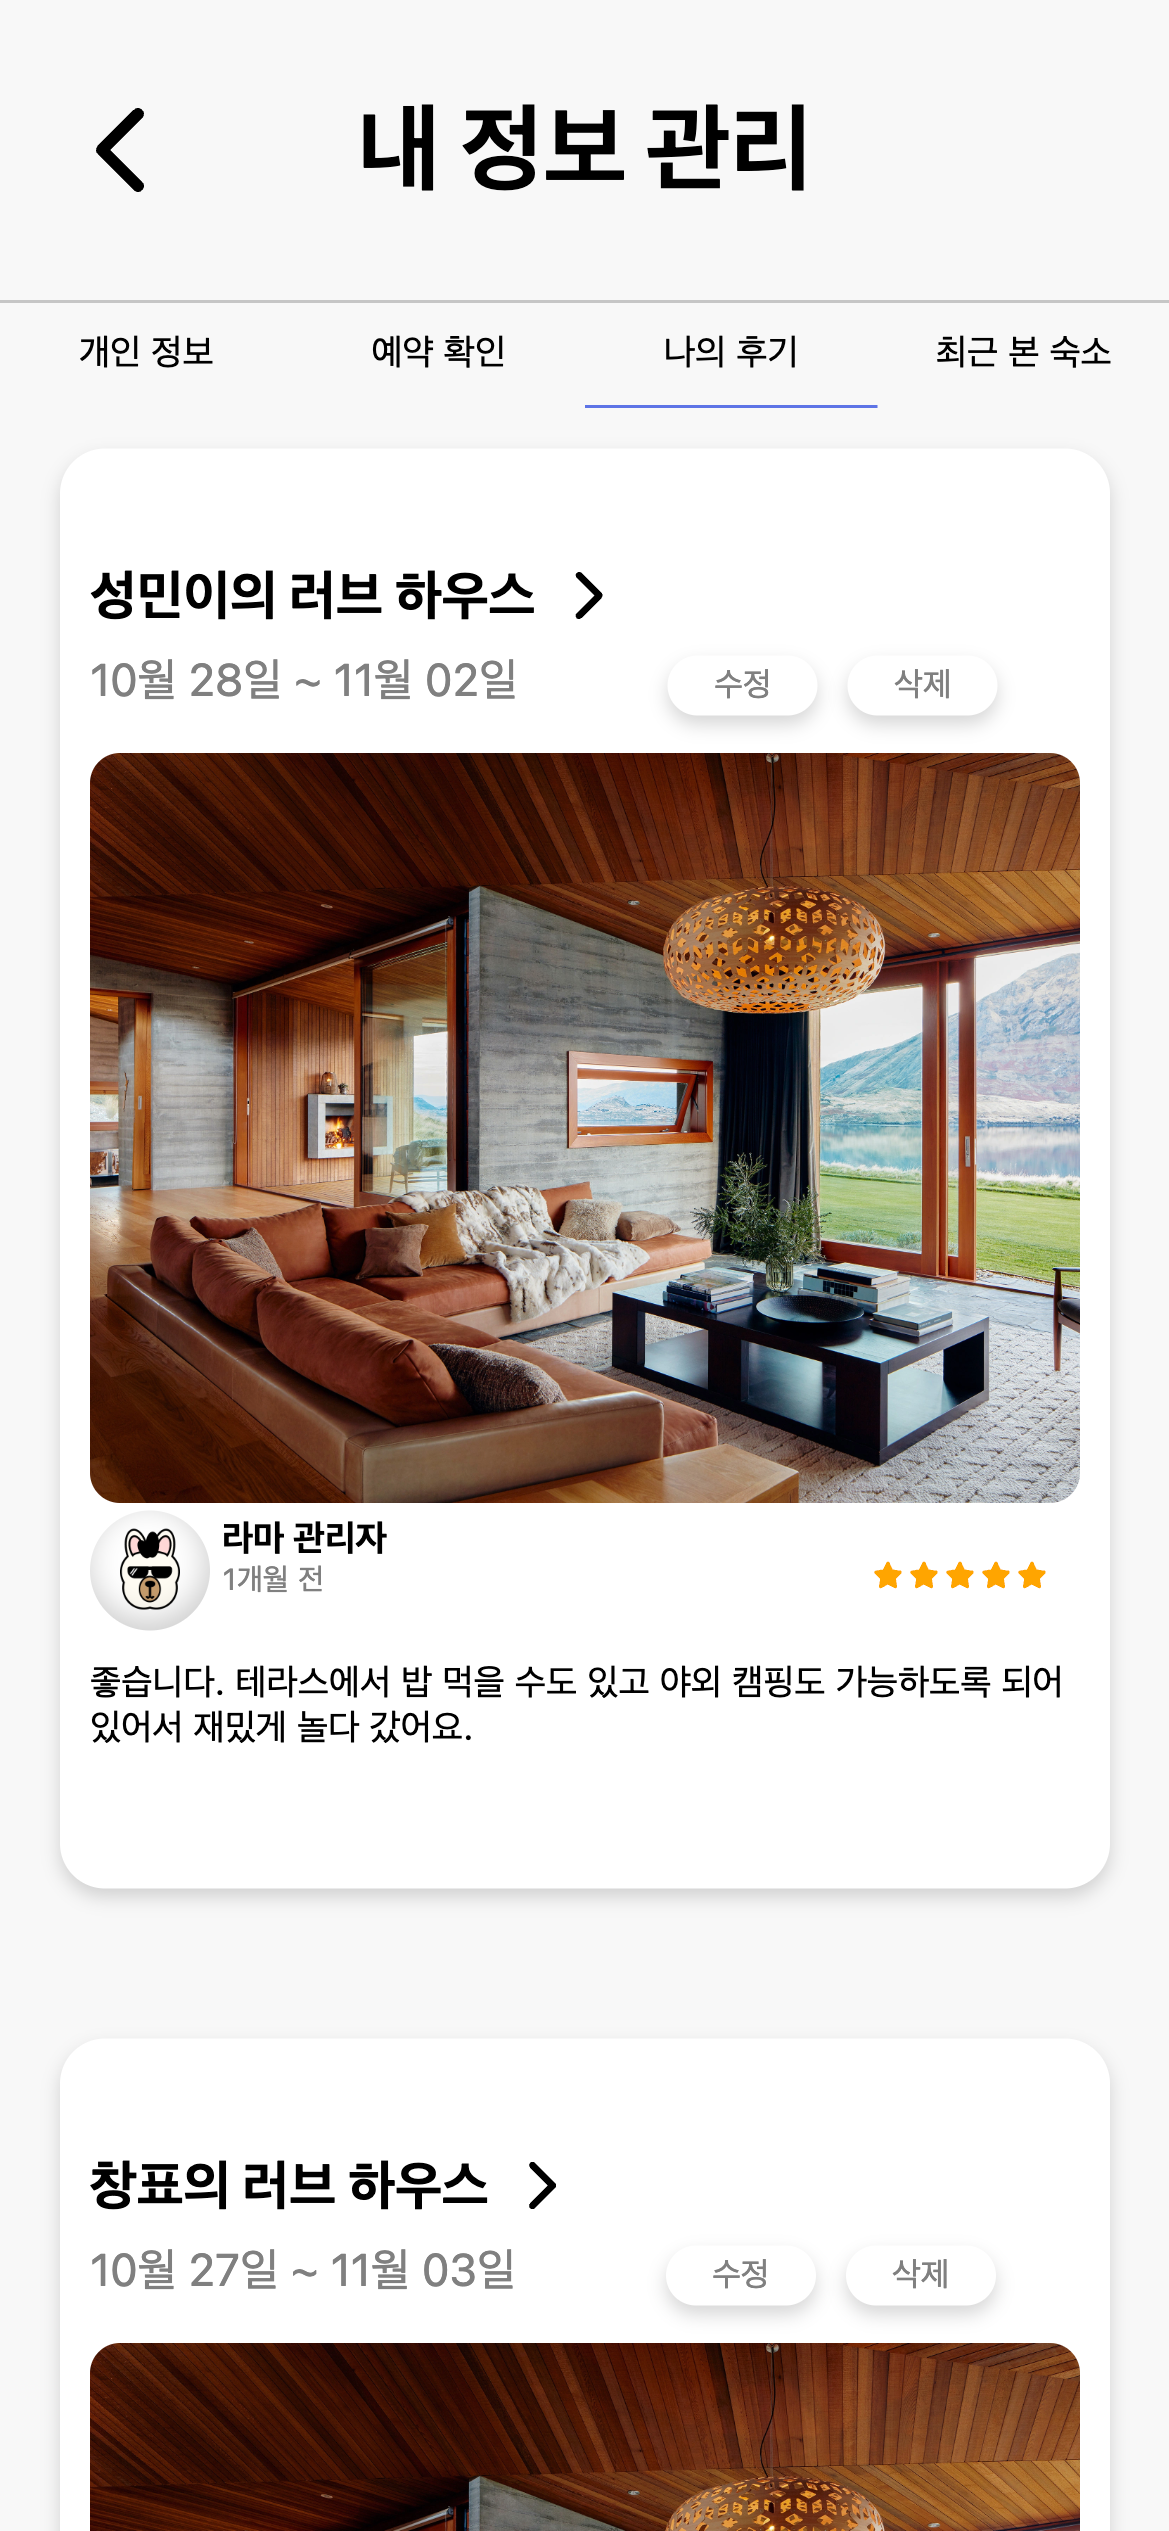 내 정보 관리
개인 정보
예약 확인
나의 후기
최근 본 숙소
성민이의 러브 하우스
10월 28일 ~ 11월 02일
수정
삭제
라마 관리자
1개월 전
좋습니다. 테라스에서 밥 먹을 수도 있고 야외 캠핑도 가능하도록 되어
있어서 재밌게 놀다 갔어요.
창표의 러브 하우스
10월 27일 ~ 11월 03일
수정
삭제